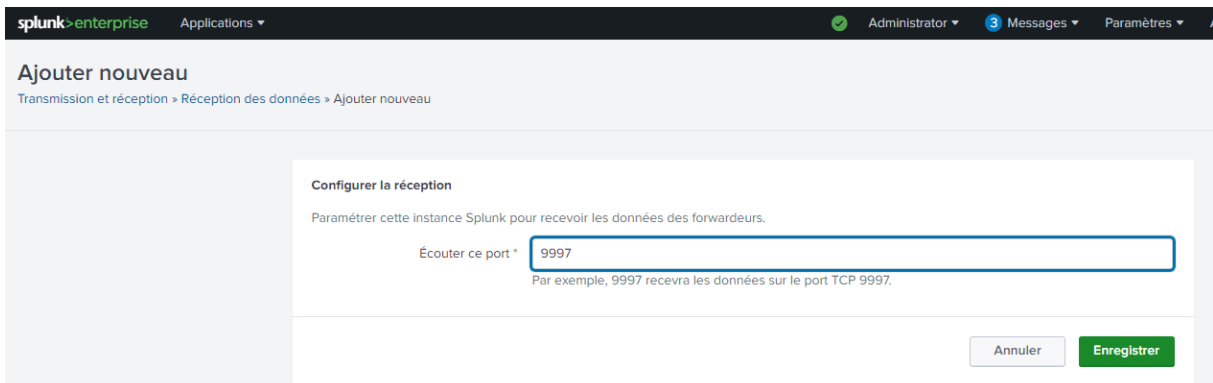 splunk>enterprise Applications Administrator 3 Messages Paramètres
Ajouter nouveau
Transmission et réception » Réception des données » Ajouter nouveau
Configurer la réception
Paramétrer cette instance Splunk pour recevoir les données des forwardeurs.
Écouter ce port * 9997
Par exemple, 9997 recevra les données sur le port TCP 9997.
Annuler Enregistrer